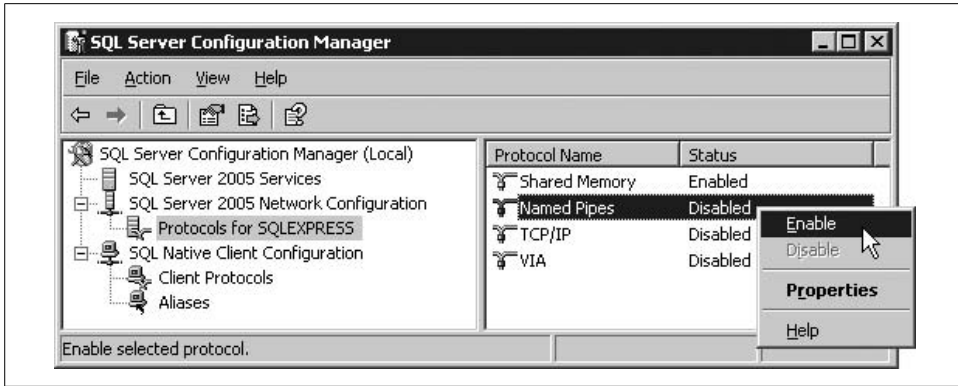 SQL Server Configuration Manager
File Action View Help
SQL Server Configuration Manager (Local)
SQL Server 2005 Services
SQL Server 2005 Network Configuration
Protocols for SQLEXPRESS
SQL Native Client Configuration
Client Protocols
Aliases
Protocol Name Status
Shared Memory Enabled
Named Pipes Disabled
TCP/IP Disabled
VIA Disabled
Enable
Disable
Properties
Help
Enable selected protocol.